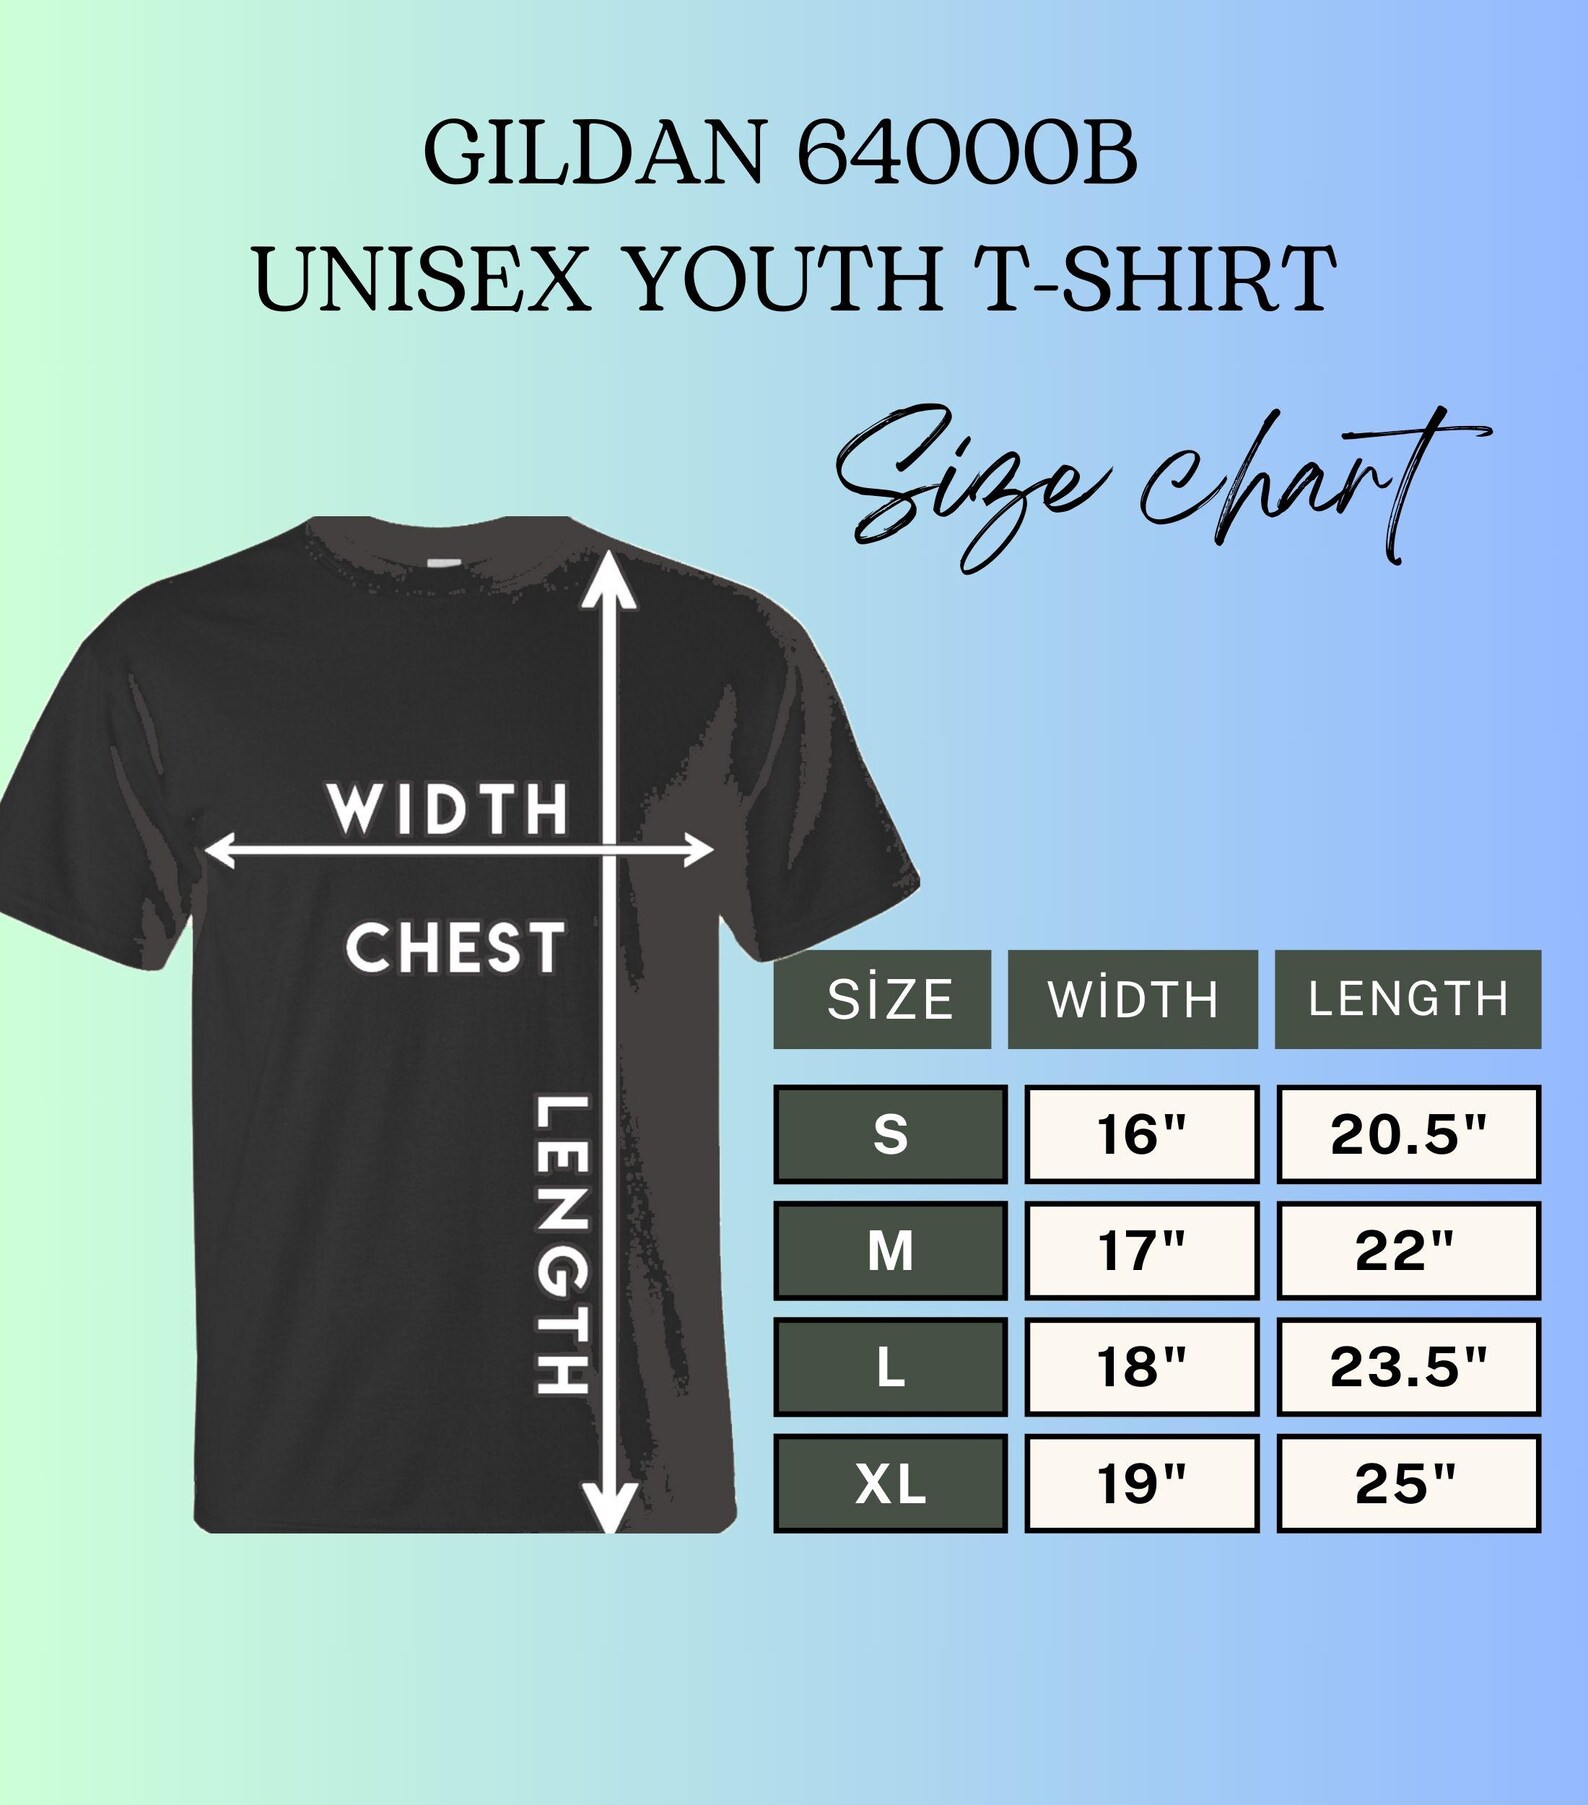 GILDAN 64000B
UNISEX YOUTH T-SHIRT
Size chart
WIDTH
CHEST
LENGTH
SİZE WİDTH LENGTH
S 16" 20.5"
M 17" 22"
L 18" 23.5"
XL 19" 25"